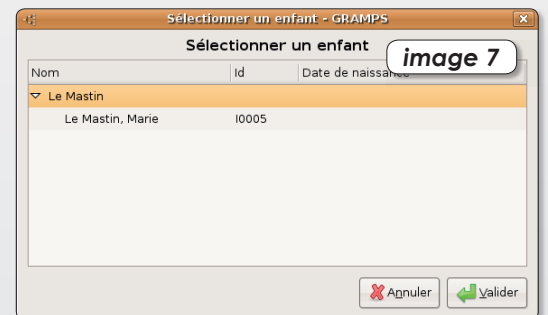 Sélectionner un enfant - GRAMPS
Sélectionner un enfant
image 7
Nom Id Date de naissance
Le Mastin
Le Mastin, Marie I0005
Annuler Valider